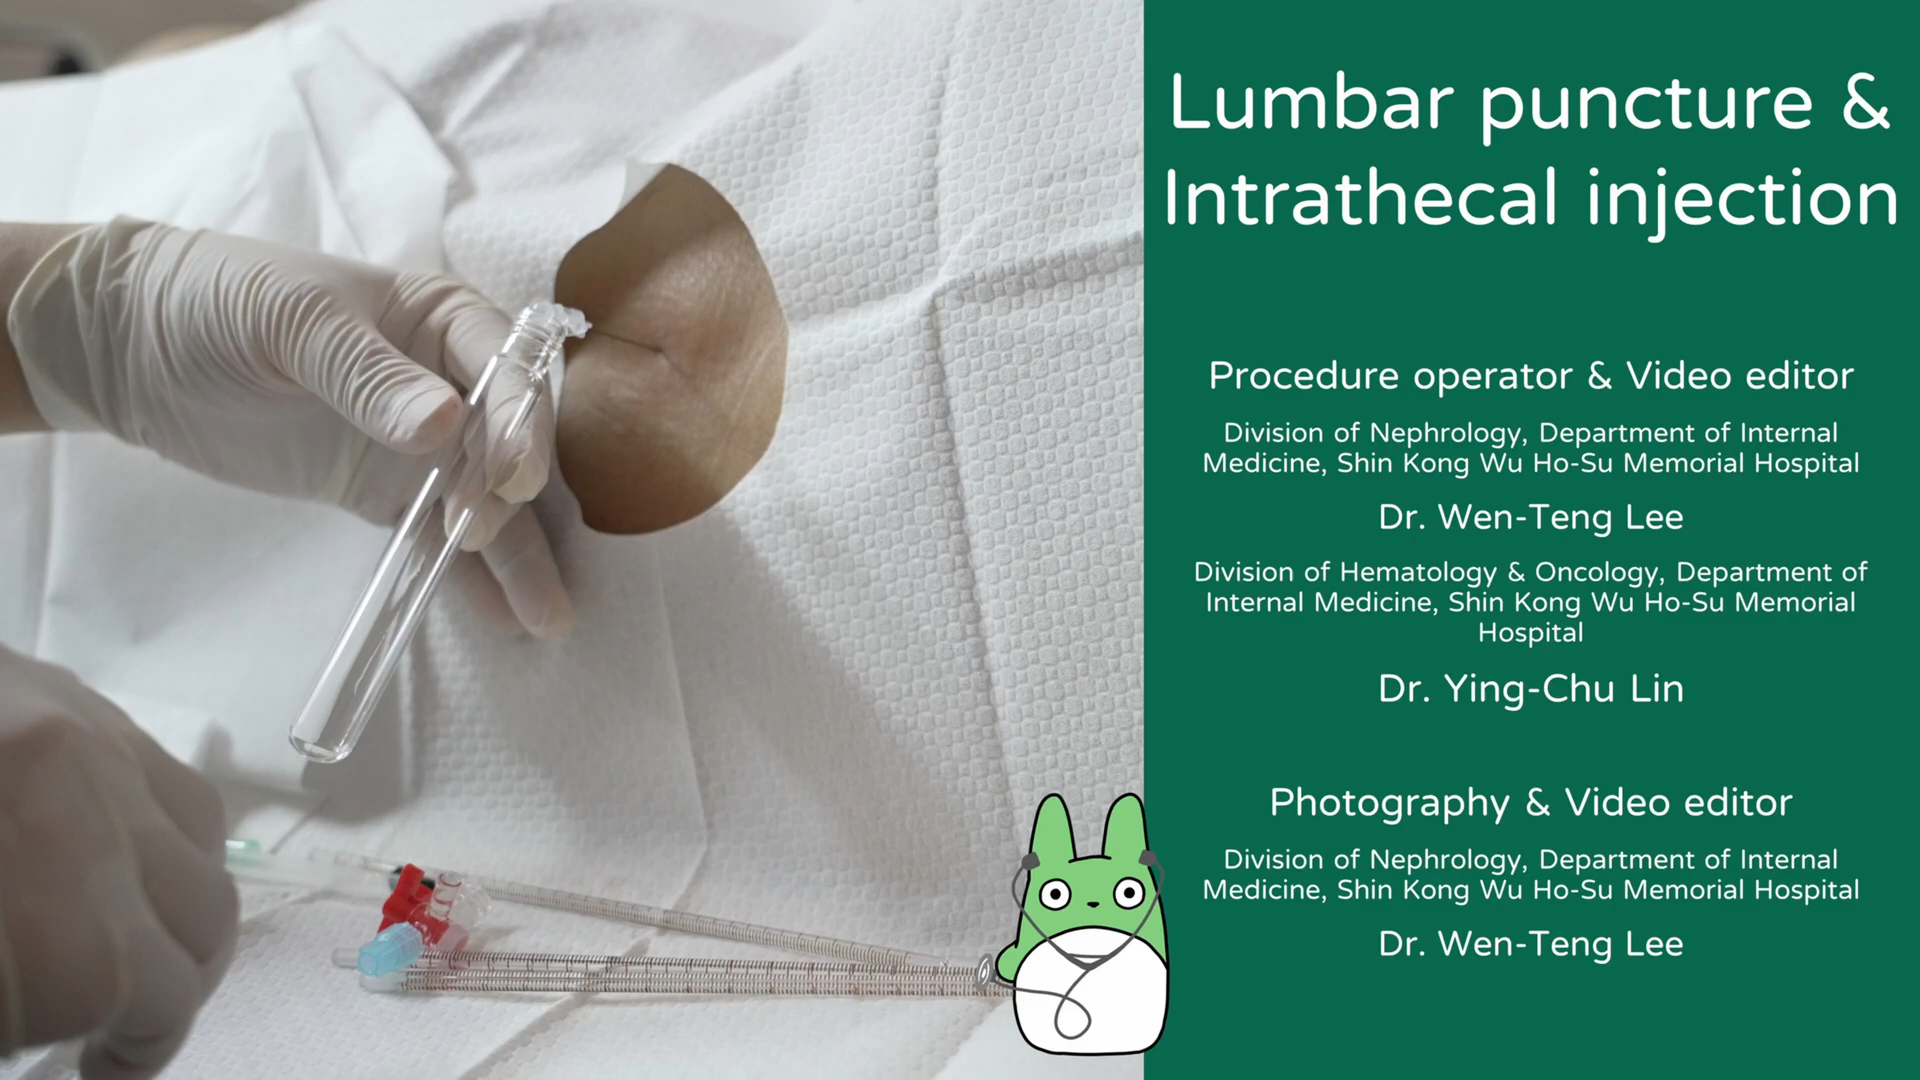 Lumbar puncture &
Intrathecal injection
Procedure operator & Video editor
Division of Nephrology, Department of Internal
Medicine, Shin Kong Wu Ho-Su Memorial Hospital
Dr. Wen-Teng Lee
Division of Hematology & Oncology, Department of
Internal Medicine, Shin Kong Wu Ho-Su Memorial
Hospital
Dr. Ying-Chu Lin
Photography & Video editor
Division of Nephrology, Department of Internal
Medicine, Shin Kong Wu Ho-Su Memorial Hospital
Dr. Wen-Teng Lee